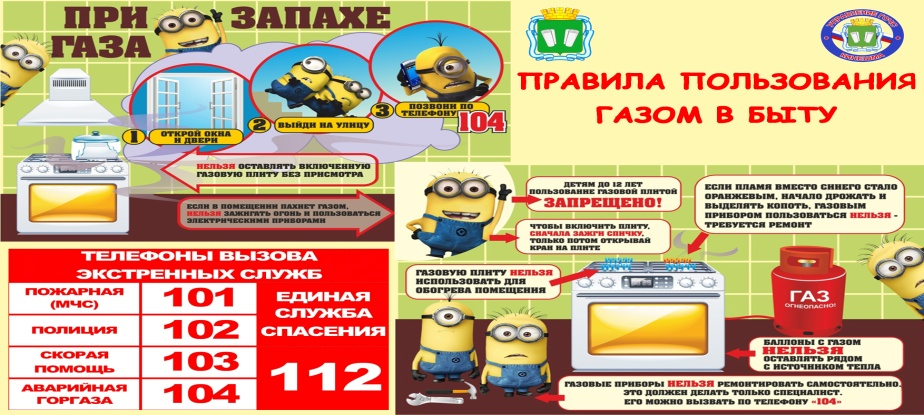 ПРИ ЗАПАХЕ
ГАЗА
1 ОТКРОЙ ОКНА
И ДВЕРИ
2 ВЫЙДИ НА УЛИЦУ
3 ПОЗВОНИ ПО
ТЕЛЕФОНУ 104
НЕЛЬЗЯ ОСТАВЛЯТЬ ВКЛЮЧЕННУЮ
ГАЗОВУЮ ПЛИТУ БЕЗ ПРИСМОТРА
ЕСЛИ В ПОМЕЩЕНИИ ПАХНЕТ ГАЗОМ,
НЕЛЬЗЯ ЗАЖИГАТЬ ОГОНЬ И ПОЛЬЗОВАТЬСЯ
ЭЛЕКТРИЧЕСКИМИ ПРИБОРАМИ
ТЕЛЕФОНЫ ВЫЗОВА
ЭКСТРЕННЫХ СЛУЖБ
ПОЖАРНАЯ
(МЧС)
101
ПОЛИЦИЯ
102
СКОРАЯ
ПОМОЩЬ
103
АВАРИЙНАЯ
ГОРГАЗА
104
ЕДИНАЯ
СЛУЖБА
СПАСЕНИЯ
112
ПРАВИЛА ПОЛЬЗОВАНИЯ
ГАЗОМ В БЫТУ
ДЕТЯМ ДО 12 ЛЕТ
ПОЛЬЗОВАНИЕ ГАЗОВОЙ ПЛИТОЙ
ЗАПРЕЩЕНО!
ЧТОБЫ ВКЛЮЧИТЬ ПЛИТУ,
СНАЧАЛА ЗАЖГИ СПИЧКУ,
ТОЛЬКО ПОТОМ ОТКРЫВАЙ
КРАН НА ПЛИТЕ
ЕСЛИ ПЛАМЯ ВМЕСТО СИНЕГО СТАЛО
ОРАНЖЕВЫМ, НАЧАЛО ДРОЖАТЬ И
ВЫДЕЛЯТЬ КОПОТЬ, ГАЗОВЫМ
ПРИБОРОМ ПОЛЬЗОВАТЬСЯ НЕЛЬЗЯ -
ТРЕБУЕТСЯ РЕМОНТ
ГАЗОВУЮ ПЛИТУ НЕЛЬЗЯ
ИСПОЛЬЗОВАТЬ ДЛЯ
ОБОГРЕВА ПОМЕЩЕНИЯ
ГАЗ
ОГНЕОПАСНО!
БАЛЛОНЫ С ГАЗОМ
НЕЛЬЗЯ
ОСТАВЛЯТЬ РЯДОМ
С ИСТОЧНИКОМ ТЕПЛА
ГАЗОВЫЕ ПРИБОРЫ НЕЛЬЗЯ РЕМОНТИРОВАТЬ САМОСТОЯТЕЛЬНО.
ЭТО ДОЛЖЕН ДЕЛАТЬ ТОЛЬКО СПЕЦИАЛИСТ.
ЕГО МОЖНО ВЫЗВАТЬ ПО ТЕЛЕФОНУ «104»